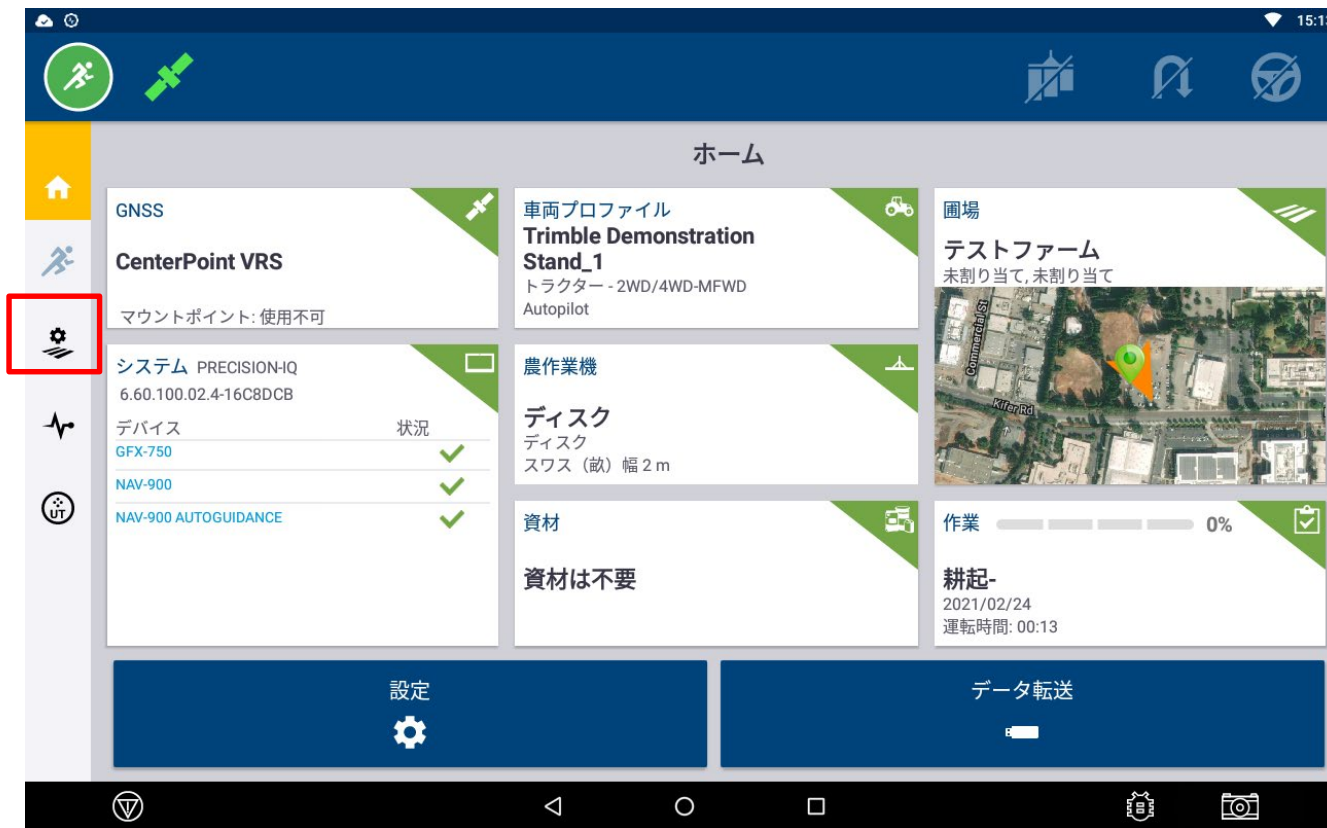 15:13
ホーム
GNSS
CenterPoint VRS
マウントポイント: 使用不可
車両プロファイル
Trimble Demonstration
Stand_1
トラクター - 2WD/4WD-MFWD
Autopilot
圃場
テストファーム
未割り当て, 未割り当て
Commercial St
Kifer Rd
システム PRECISION-IQ
6.60.100.02.4-16C8DCB
デバイス 状況
GFX-750
NAV-900
NAV-900 AUTOGUIDANCE
農作業機
ディスク
ディスク
スワス（畝）幅 2 m
資材
資材は不要
作業 0%
耕起-
2021/02/24
運転時間: 00:13
UT
設定
データ転送